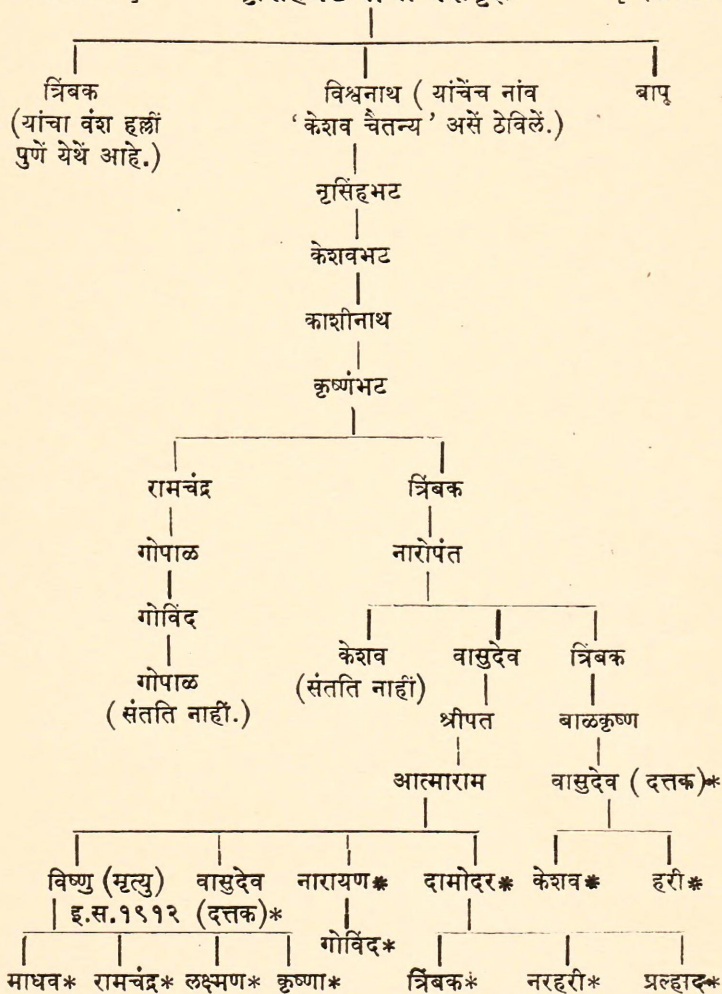 त्रिंबक विश्वनाथ ( यांचेंच नांव बापू
(यांचा वंश हल्लीं ' केशव चैतन्य ' असें ठेविलें.)
पुणें येथें आहे.)
नृसिंहभट
केशवभट
काशीनाथ
कृष्णंभट
रामचंद्र त्रिंबक
गोपाळ नारोपंत
गोविंद
केशव वासुदेव त्रिंबक
गोपाळ (संतति नाहीं)
(संतति नाहीं.) श्रीपत बाळकृष्ण
आत्माराम वासुदेव (दत्तक)*
विष्णु (मृत्यु) वासुदेव नारायण* दामोदर* केशव* हरी*
इ.स.१९१२ (दत्तक)*
गोविंद*
माधव* रामचंद्र* लक्ष्मण* कृष्णा* त्रिंबक* नरहरी* प्रल्हाद*